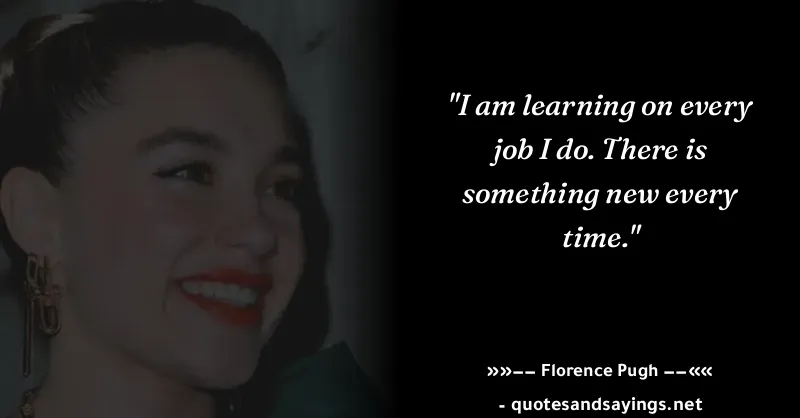 "I am learning on every
job I do. There is
something new every
time."
»»–– Florence Pugh ––««
- quotesandsayings.net